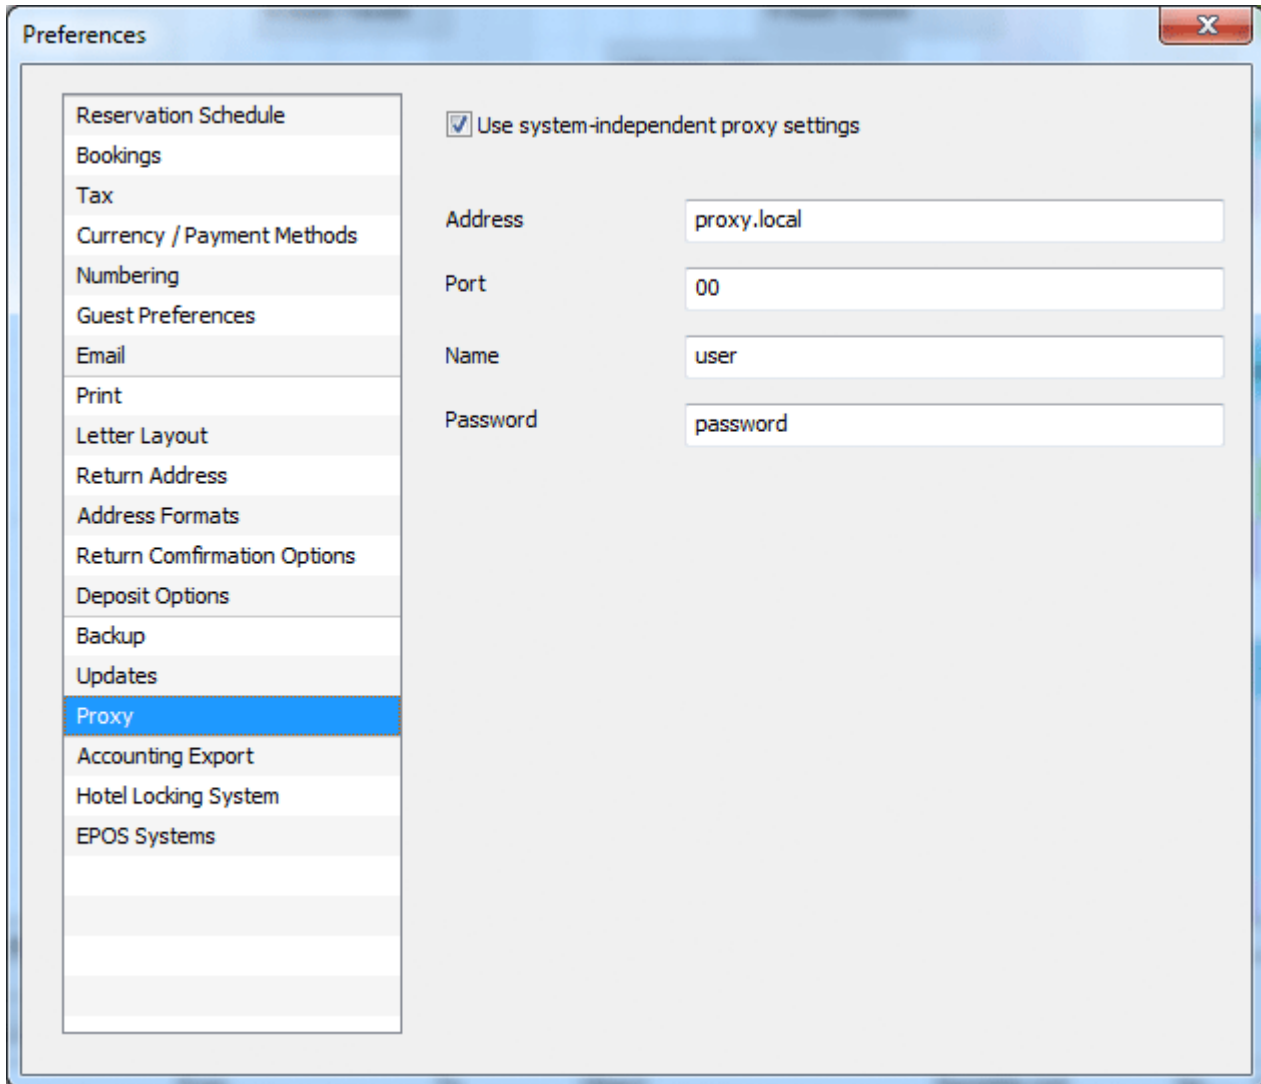 Preferences
Reservation Schedule
Bookings
Tax
Currency / Payment Methods
Numbering
Guest Preferences
Email
Print
Letter Layout
Return Address
Address Formats
Return Comfirmation Options
Deposit Options
Backup
Updates
Proxy
Accounting Export
Hotel Locking System
EPOS Systems
Use system-independent proxy settings
Address proxy.local
Port 00
Name user
Password password